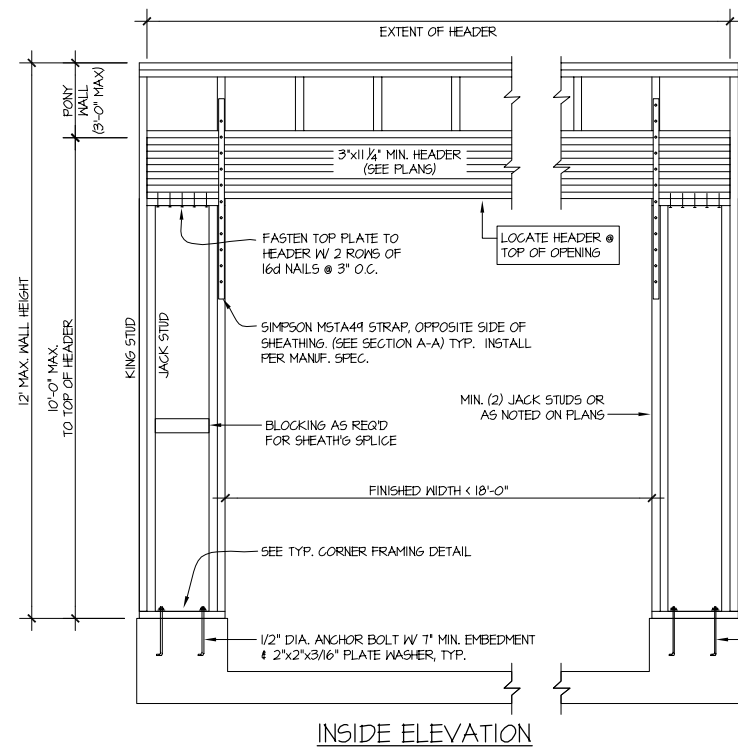 EXTENT OF HEADER
PONY
WALL
(3'-0" MAX)
3"x11 1/4" MIN. HEADER
(SEE PLANS)
FASTEN TOP PLATE TO
HEADER W/ 2 ROWS OF
16d NAILS @ 3" O.C.
LOCATE HEADER @
TOP OF OPENING
12' MAX. WALL HEIGHT
10'-0" MAX.
TO TOP OF HEADER
KING STUD
JACK STUD
SIMPSON MSTA49 STRAP, OPPOSITE SIDE OF
SHEATHING. (SEE SECTION A-A) TYP. INSTALL
PER MANUF. SPEC.
MIN. (2) JACK STUDS OR
AS NOTED ON PLANS
BLOCKING AS REQ'D
FOR SHEATH'G SPLICE
FINISHED WIDTH < 18'-0"
SEE TYP. CORNER FRAMING DETAIL
1/2" DIA. ANCHOR BOLT W/ 7" MIN. EMBEDMENT
& 2"x2"x3/16" PLATE WASHER, TYP.
INSIDE ELEVATION